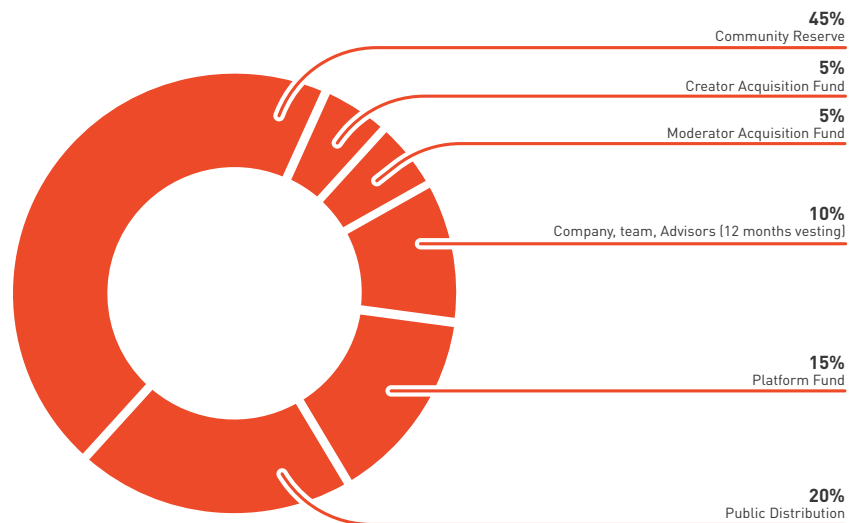 45%
Community Reserve
5%
Creator Acquisition Fund
5%
Moderator Acquisition Fund
10%
Company, team, Advisors (12 months vesting)
15%
Platform Fund
20%
Public Distribution